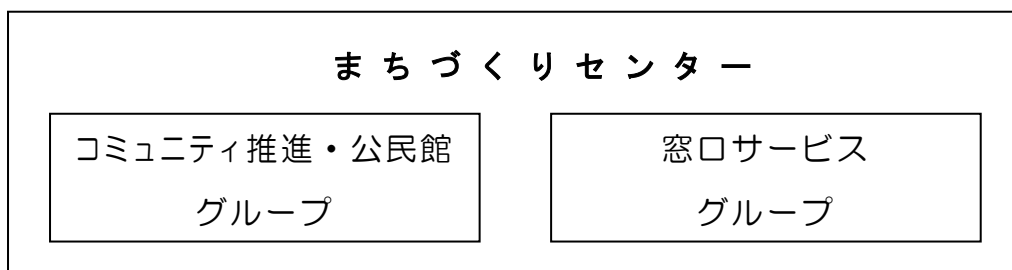 まちづくりセンター
コミュニティ推進・公民館
グループ
窓口サービス
グループ